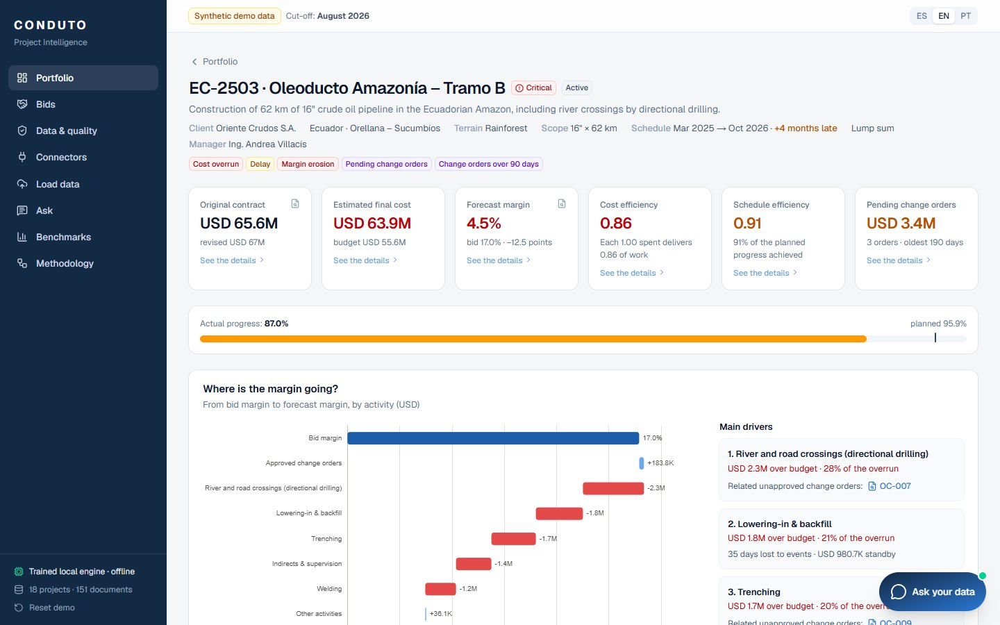 CONDUTO
Project Intelligence
Portfolio
Bids
Data & quality
Connectors
Load data
Ask
Benchmarks
Methodology
Trained local engine · offline
18 projects · 151 documents
Reset demo
Synthetic demo data Cut-off: August 2026
ES EN PT
Portfolio
EC-2503 · Oleoducto Amazonía – Tramo B Critical Active
Construction of 62 km of 16" crude oil pipeline in the Ecuadorian Amazon, including river crossings by directional drilling.
Client Oriente Crudos S.A. Ecuador · Orellana – Sucumbíos Terrain Rainforest Scope 16" × 62 km Schedule Mar 2025 → Oct 2026 · +4 months late Lump sum
Manager Ing. Andrea Villacís
Cost overrun Delay Margin erosion Pending change orders Change orders over 90 days
Original contract
USD 65.6M
revised USD 67M
See the details
Estimated final cost
USD 63.9M
budget USD 55.6M
See the details
Forecast margin
4.5%
bid 17.0% · −12.5 points
See the details
Cost efficiency
0.86
Each 1.00 spent delivers
0.86 of work
See the details
Schedule efficiency
0.91
91% of the planned
progress achieved
See the details
Pending change orders
USD 3.4M
3 orders · oldest 190 days
See the details
Actual progress: 87.0% planned 95.9%
Where is the margin going?
From bid margin to forecast margin, by activity (USD)
Bid margin 17.0%
Approved change orders +183.8K
River and road crossings (directional drilling) -2.3M
Lowering-in & backfill -1.8M
Trenching -1.7M
Indirects & supervision -1.4M
Welding -1.2M
Other activities +36.1K
Main drivers
1. River and road crossings (directional drilling)
USD 2.3M over budget · 28% of the overrun
Related unapproved change orders: OC-007
2. Lowering-in & backfill
USD 1.8M over budget · 21% of the overrun
35 days lost to events · USD 980.7K standby
3. Trenching
USD 1.7M over budget · 20% of the
Related unapproved change orders: OC-009
Ask your data